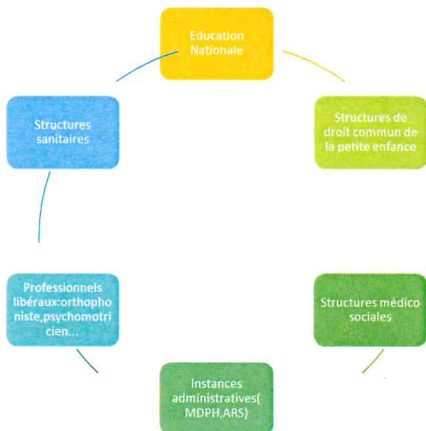 Education
Nationale
Structures de
droit commun de
la petite enfance
Structures médico
sociales
Instances
administratives(
MDPH,ARS)
Professionnels
libéraux:orthopho
niste,psychomotri
cien...
Structures
sanitaires